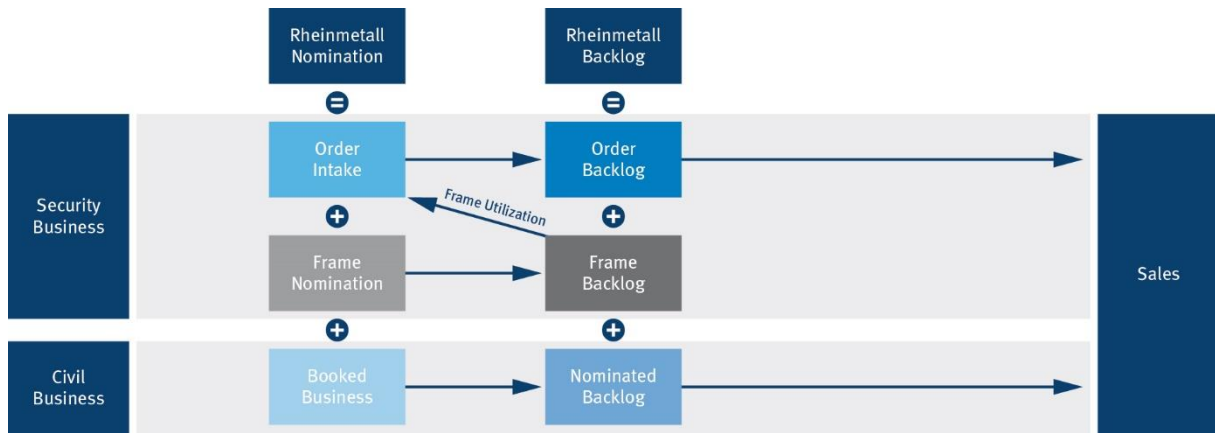 Rheinmetall
Nomination
Rheinmetall
Backlog
=
=
Security
Business
Order
Intake
Order
Backlog
Frame Utilization
+
+
Frame
Nomination
Frame
Backlog
Sales
+
+
Civil
Business
Booked
Business
Nominated
Backlog